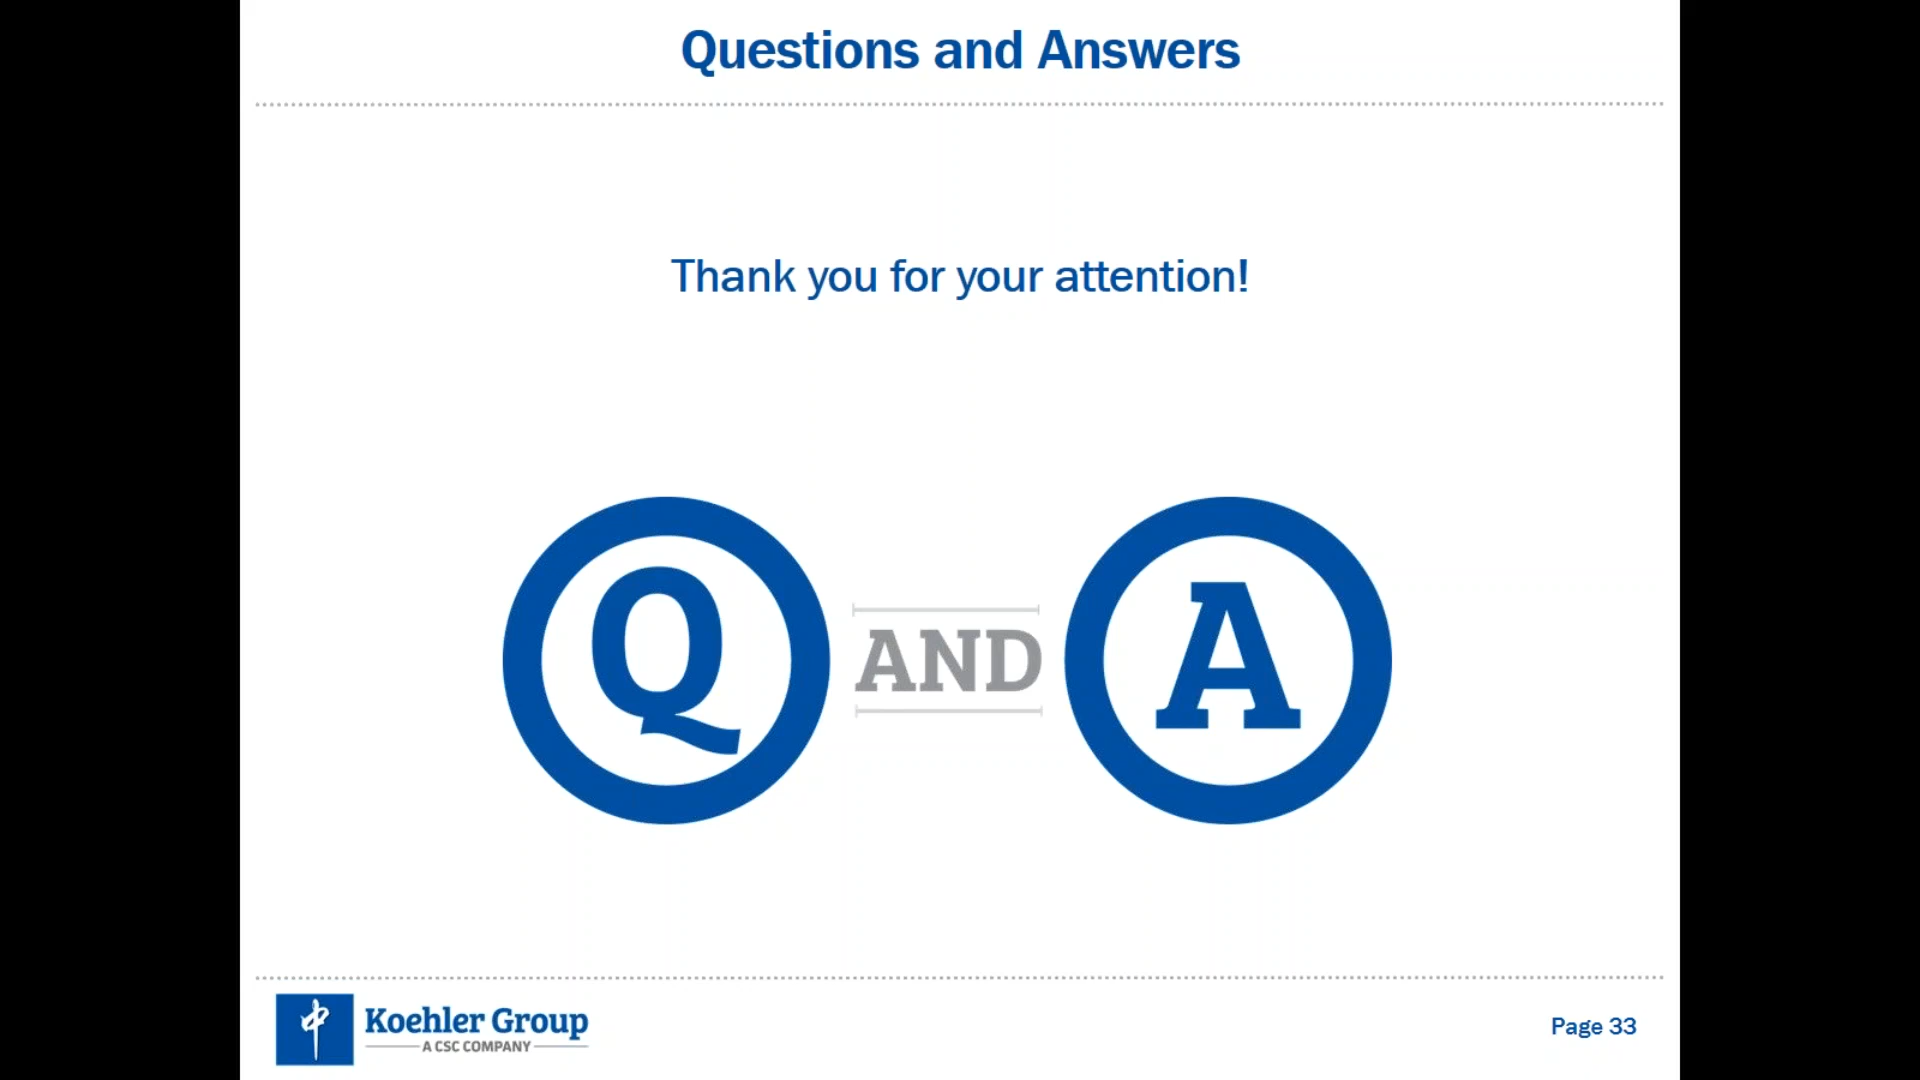 Questions and Answers
Thank you for your attention!
Q AND A
Koehler Group
A CSC COMPANY
Page 33